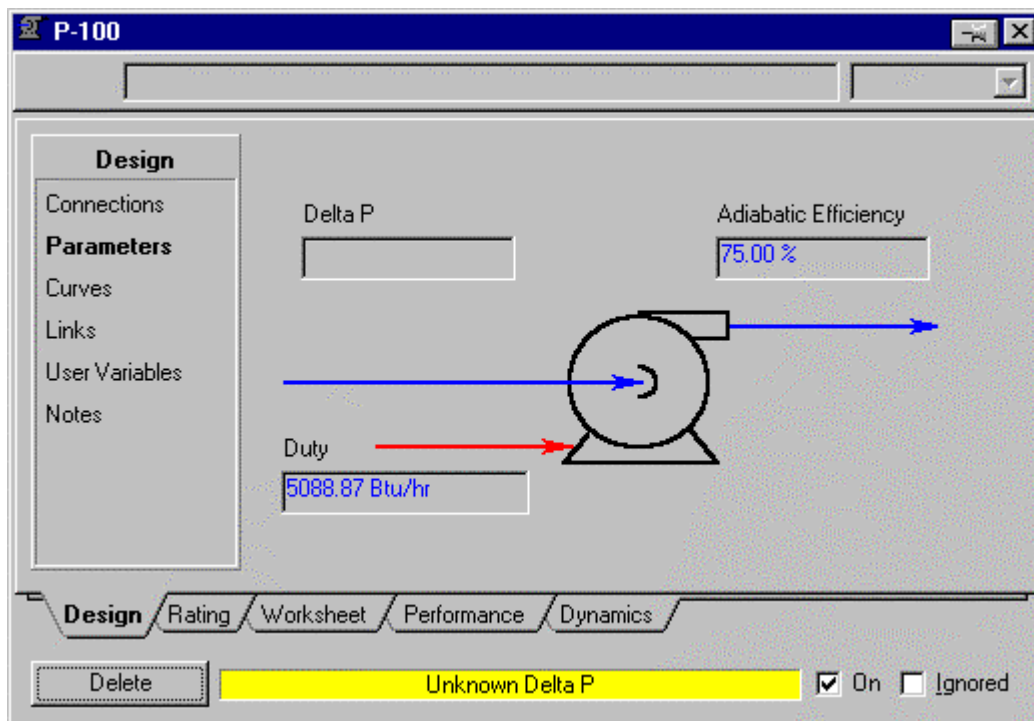 P-100
Design
Connections
Parameters
Curves
Links
User Variables
Notes
Delta P
Adiabatic Efficiency
75.00 %
Duty
5088.87 Btu/hr
Design Rating Worksheet Performance Dynamics
Delete Unknown Delta P On Ignored